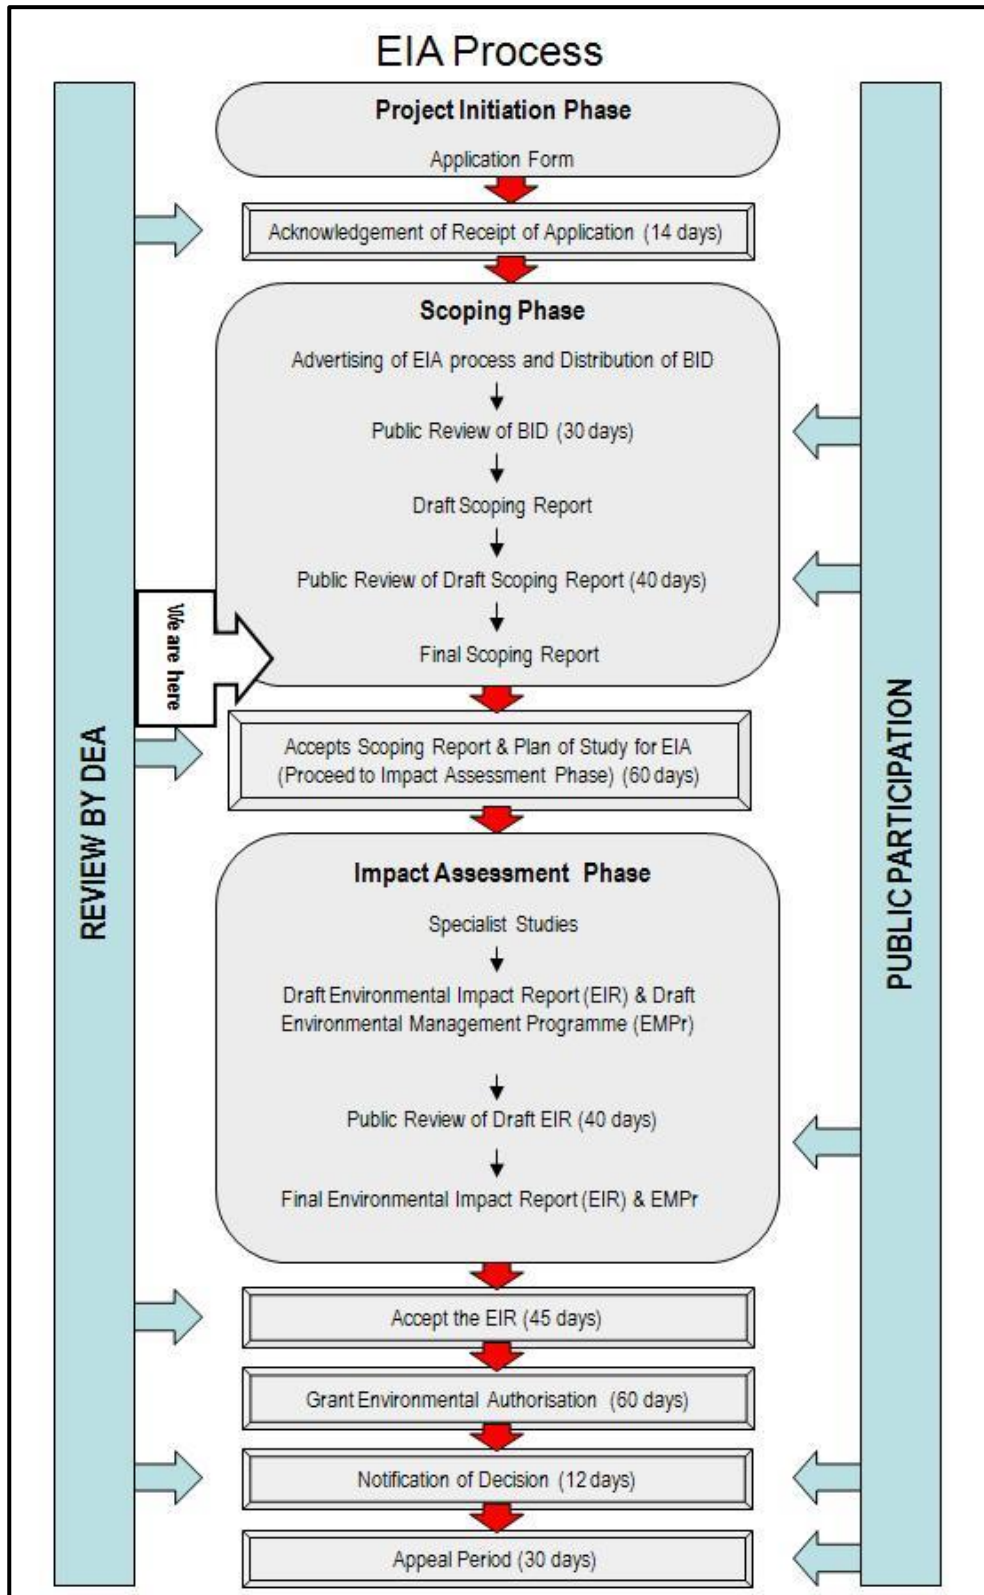 EIA Process
Project Initiation Phase
Application Form
Acknowledgement of Receipt of Application (14 days)
Scoping Phase
Advertising of EIA process and Distribution of BID
Public Review of BID (30 days)
Draft Scoping Report
Public Review of Draft Scoping Report (40 days)
Final Scoping Report
We are here
Accepts Scoping Report & Plan of Study for EIA
(Proceed to Impact Assessment Phase) (60 days)
REVIEW BY DEA
PUBLIC PARTICIPATION
Impact Assessment Phase
Specialist Studies
Draft Environmental Impact Report (EIR) & Draft
Environmental Management Programme (EMPr)
Public Review of Draft EIR (40 days)
Final Environmental Impact Report (EIR) & EMPr
Accept the EIR (45 days)
Grant Environmental Authorisation (60 days)
Notification of Decision (12 days)
Appeal Period (30 days)